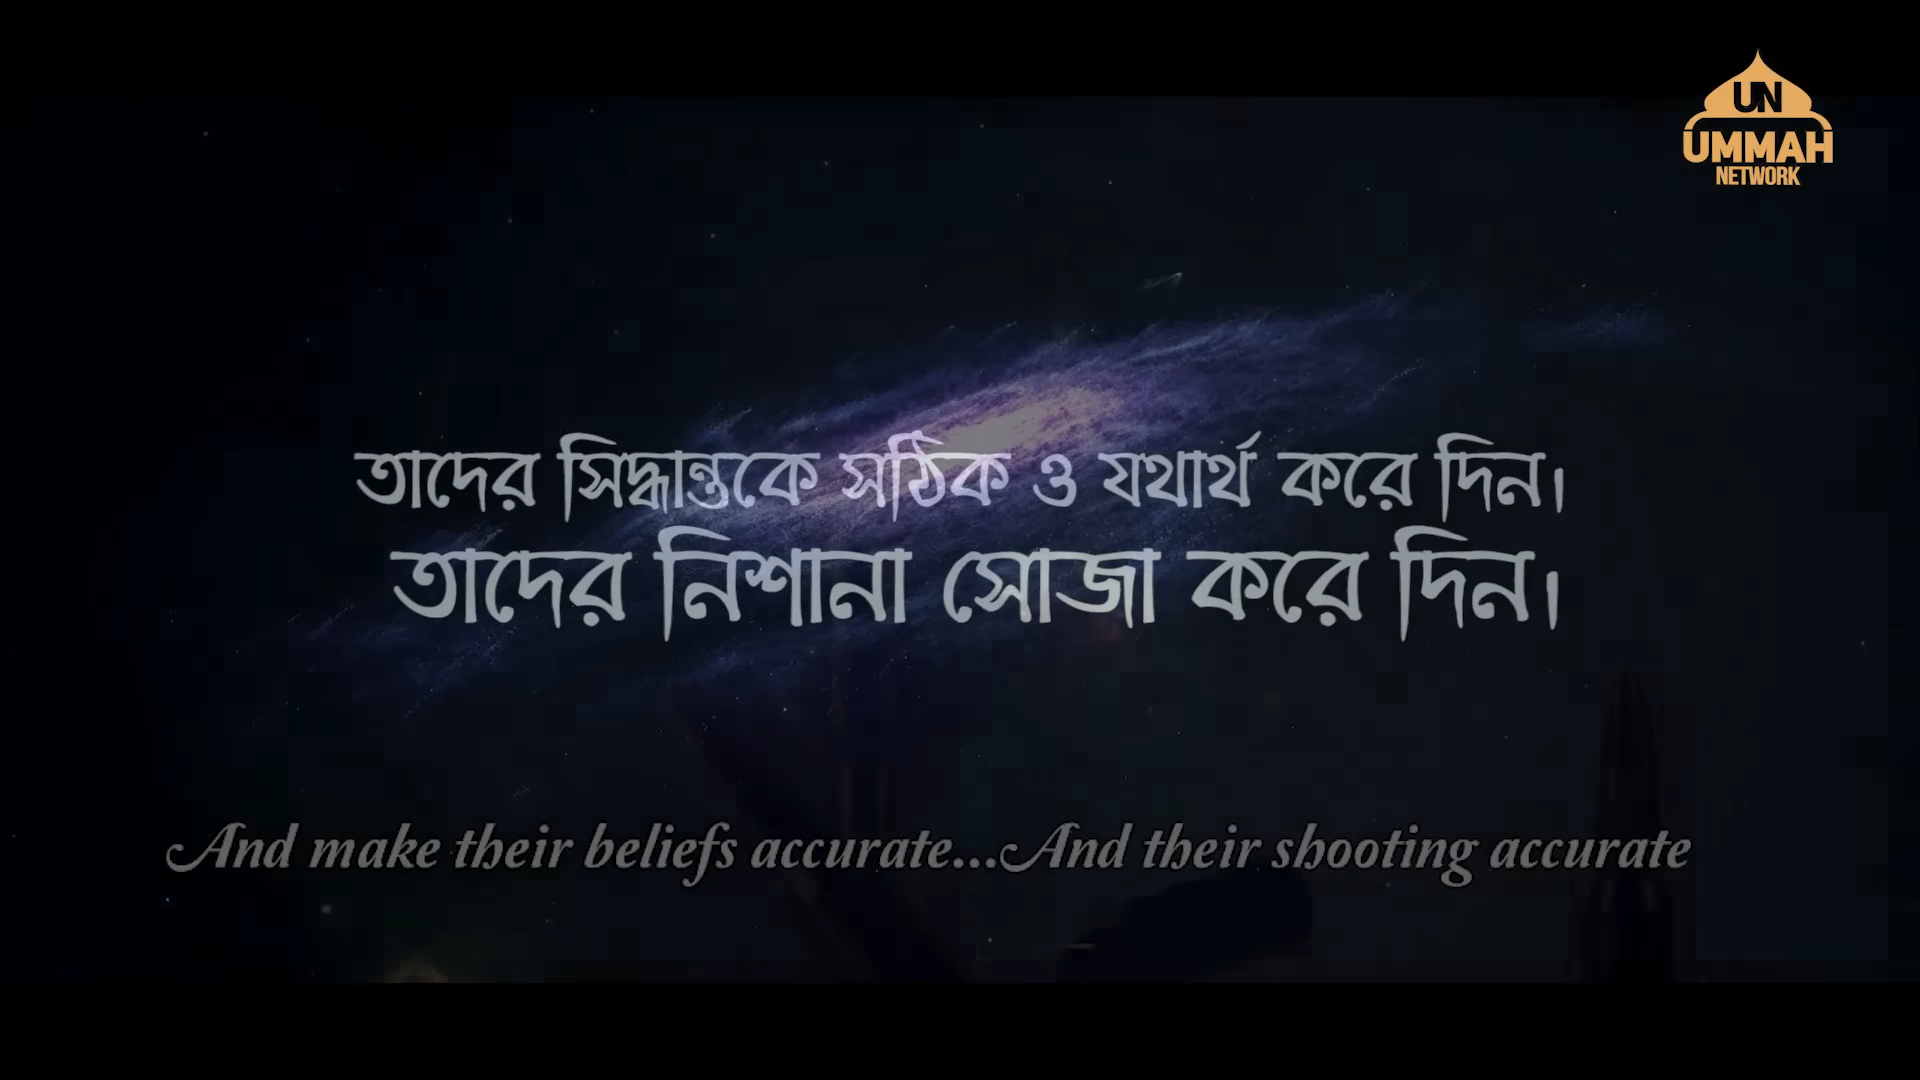 UN
UMMAH
NETWORK
তাদের সিদ্ধান্তকে সঠিক ও যথার্থ করে দিন।
তাদের নিশানা সোজা করে দিন।
And make their beliefs accurate...And their shooting accurate